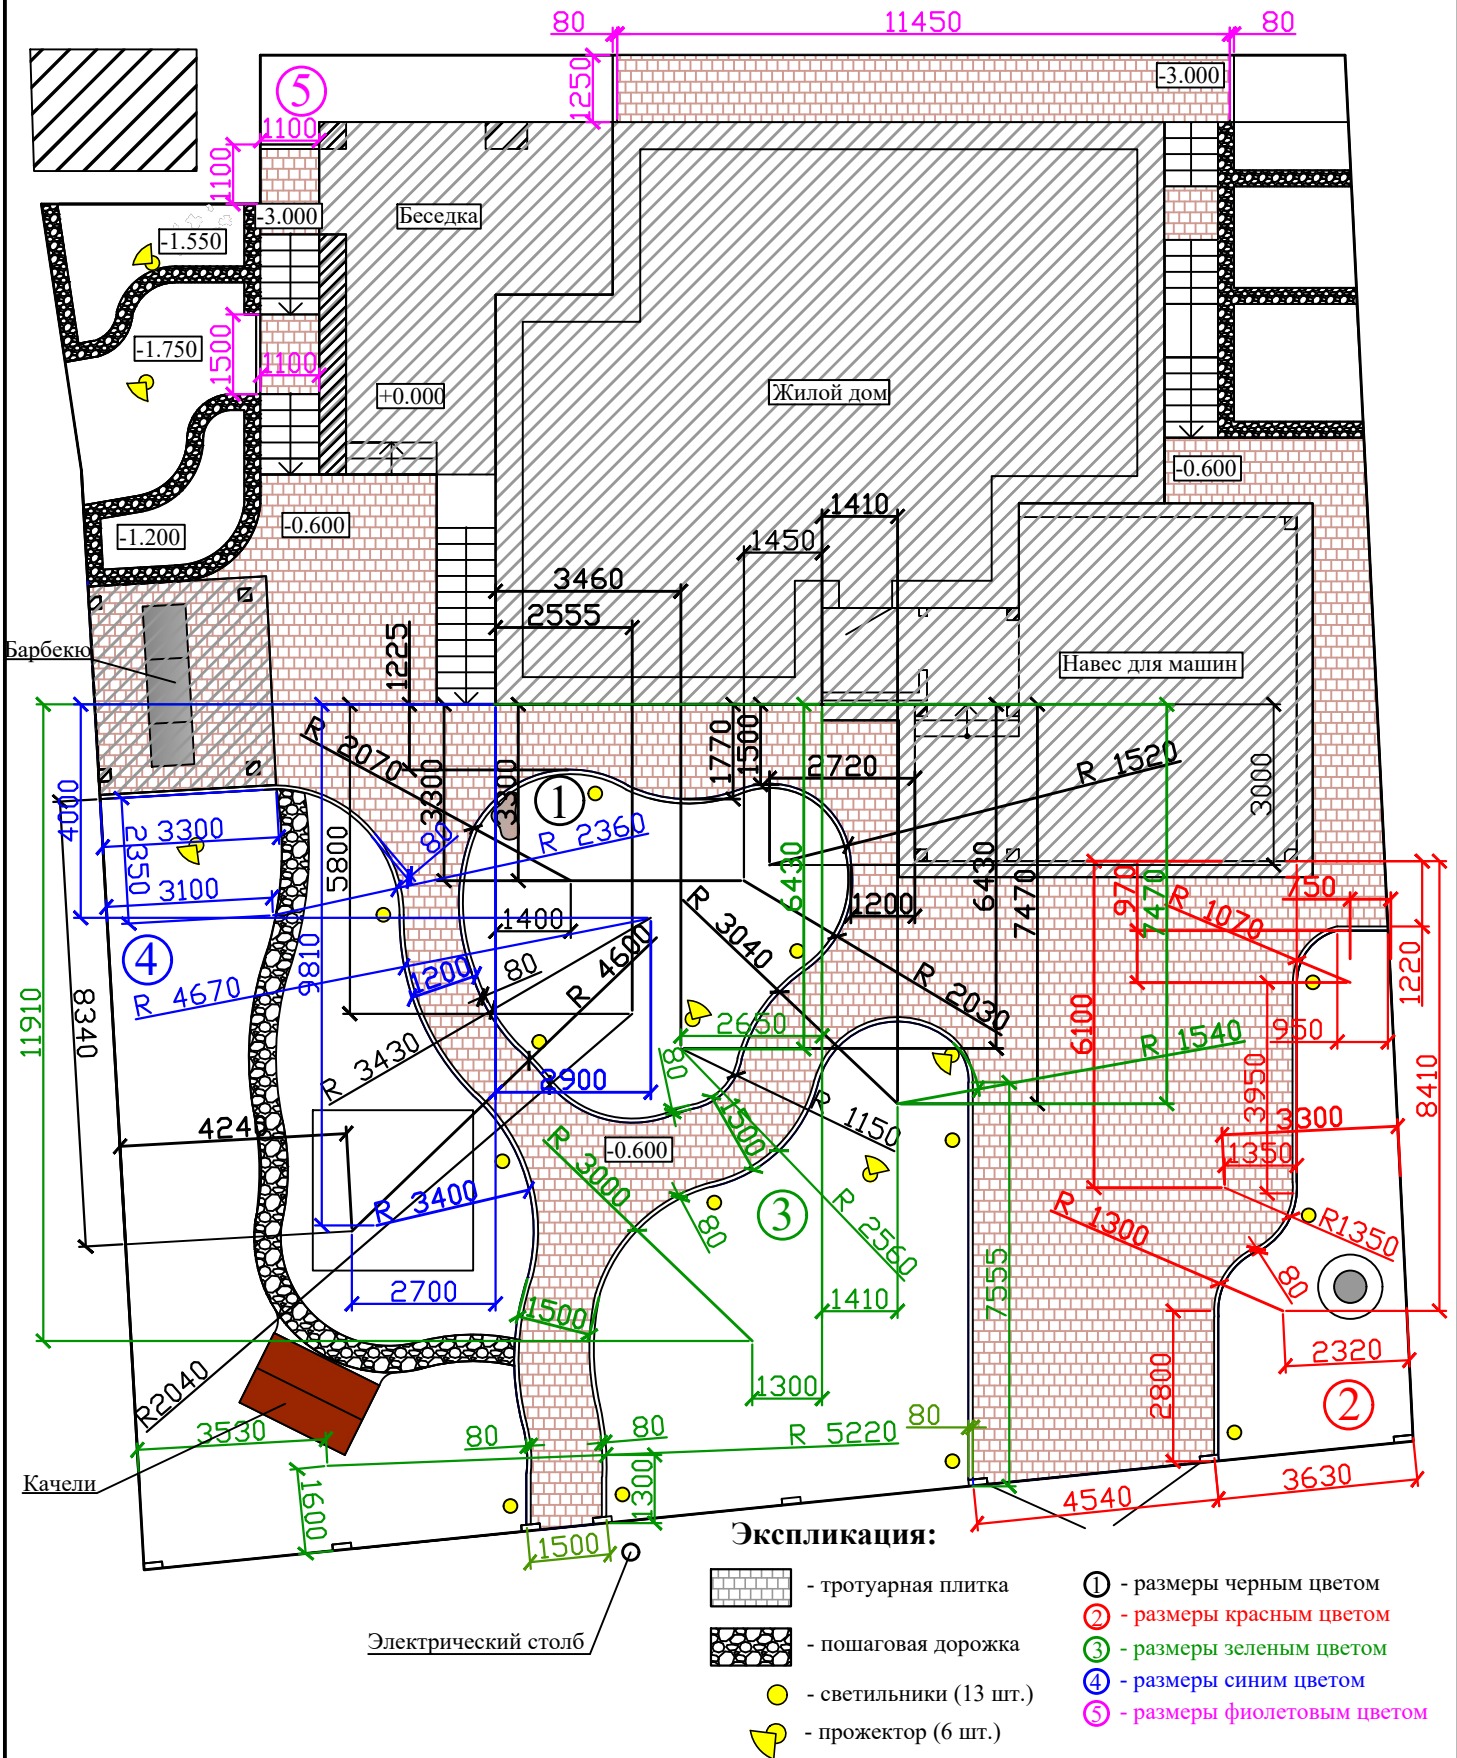 80
11450
80
1250
-3.000
5
1100
1100
-3.000
Беседка
-1.550
1500
-1.750
1100
+0.000
Жилой дом
-0.600
1410
-1.200
-0.600
1450
3460
2555
1225
Барбекю
Навес для машин
R 2070
3300
3300
1770
1500
2720
R 1520
3000
1
4000
2350
3300
80
R 2360
5800
6430
6430
7470
7470
970
R 1070
750
3100
1400
1200
R 3040
4
9810
1200
80
4600
R
R 2030
1220
R 4670
8340
11910
2650
6100
950
R 1540
R 3430
80
2900
3950
8410
4240
R 1150
1500
3300
-0.600
R 3000
1350
R 3400
3
R 2560
R 1300
R1350
80
80
7555
2700
1500
1410
2320
R2040
1300
2800
2
3530
80
80
R 5220
80
Качели
1600
1300
4540
3630
1500
Экспликация:
- тротуарная плитка
- пошаговая дорожка
- светильники (13 шт.)
- прожектор (6 шт.)
1 - размеры черным цветом
2 - размеры красным цветом
3 - размеры зеленым цветом
4 - размеры синим цветом
5 - размеры фиолетовым цветом
Электрический столб